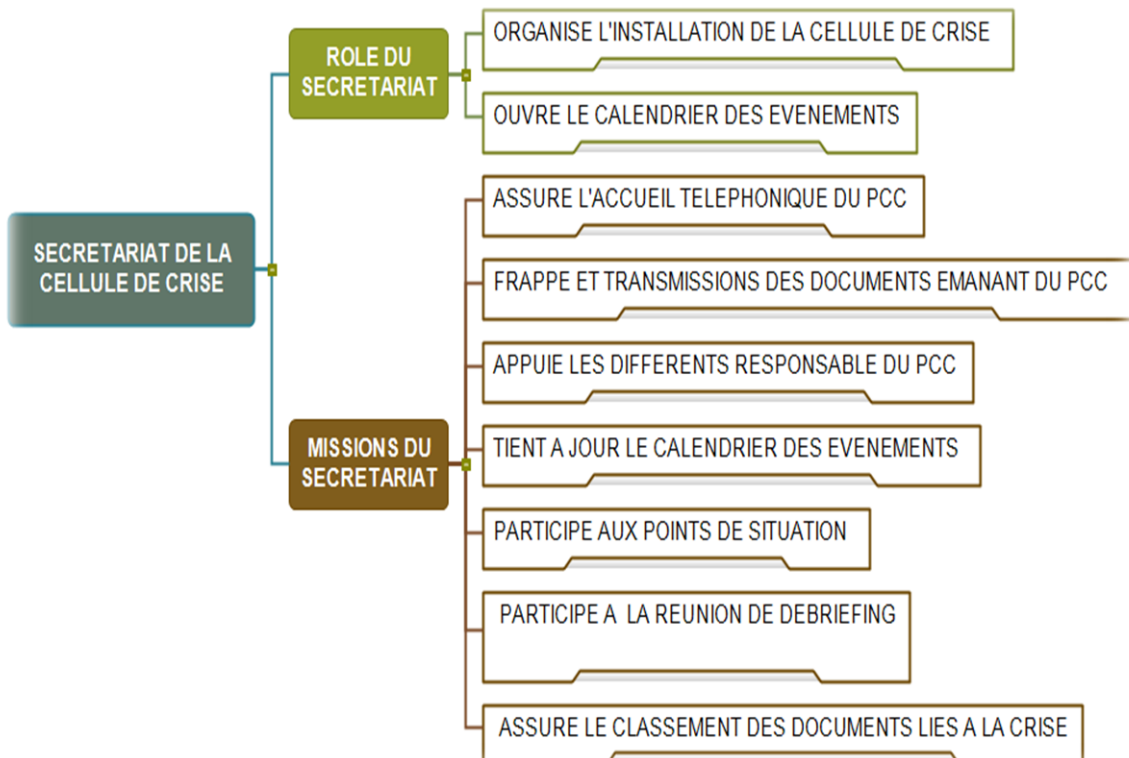 SECRETARIAT DE LA
CELLULE DE CRISE
ROLE DU
SECRETARIAT
ORGANISE L'INSTALLATION DE LA CELLULE DE CRISE
OUVRE LE CALENDRIER DES EVENEMENTS
MISSIONS DU
SECRETARIAT
ASSURE L'ACCUEIL TELEPHONIQUE DU PCC
FRAPPE ET TRANSMISSIONS DES DOCUMENTS EMANANT DU PCC
APPUIE LES DIFFERENTS RESPONSABLE DU PCC
TIENT A JOUR LE CALENDRIER DES EVENEMENTS
PARTICIPE AUX POINTS DE SITUATION
PARTICIPE A LA REUNION DE DEBRIEFING
ASSURE LE CLASSEMENT DES DOCUMENTS LIES A LA CRISE